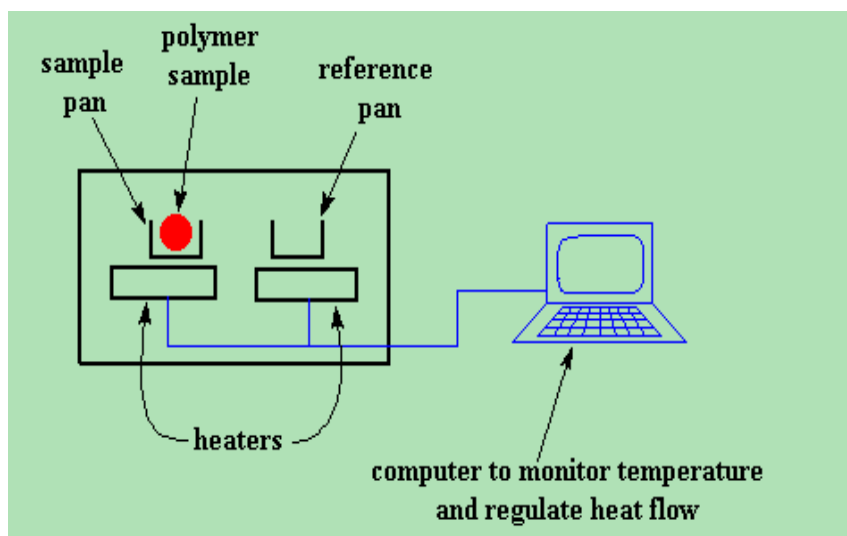 sample
pan
polymer
sample
reference
pan
heaters
computer to monitor temperature
and regulate heat flow